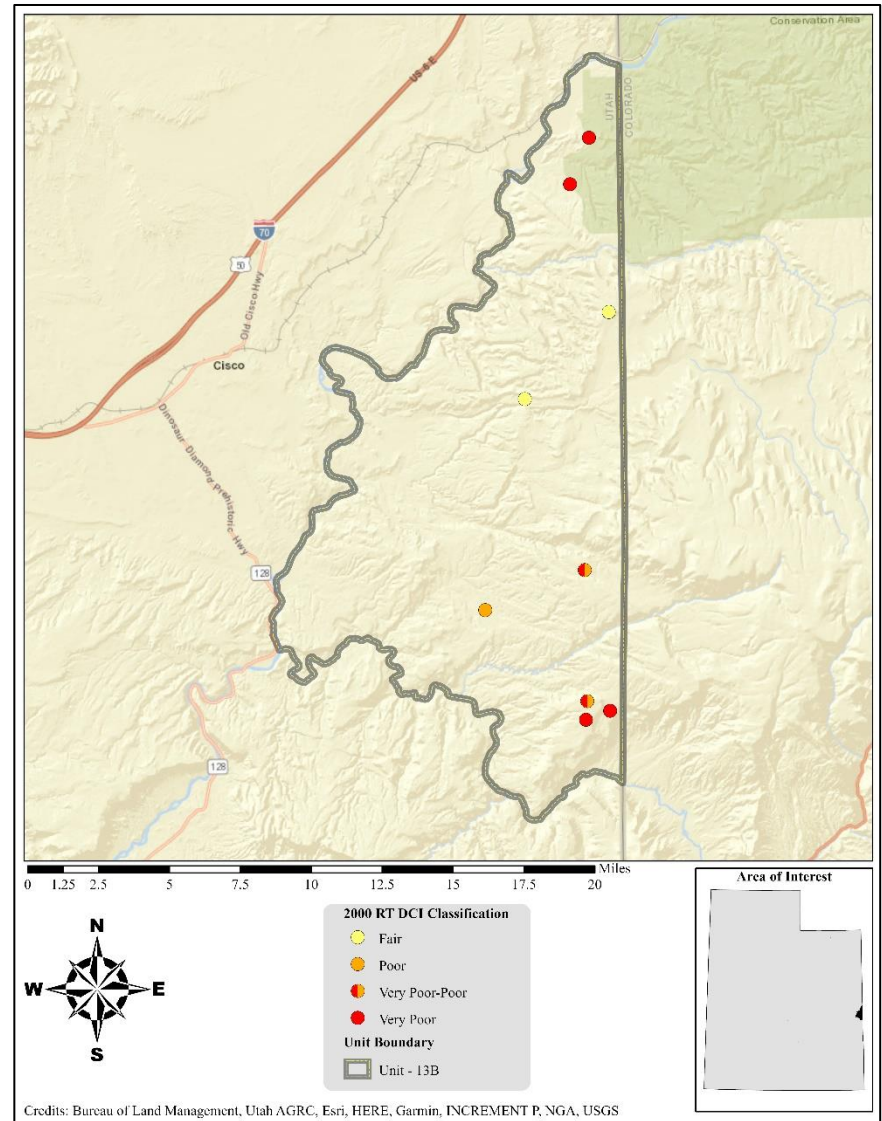 Conservation Area
US-6 E
UTAH
COLORADO
70
50
Old Cisco Hwy
Cisco
Dinosaur Diamond Prehistoric Hwy
128
128
Miles
0 1.25 2.5 5 7.5 10 12.5 15 17.5 20
Area of Interest
N
W E
S
2000 RT DCI Classification
Fair
Poor
Very Poor-Poor
Very Poor
Unit Boundary
Unit - 13B
Credits: Bureau of Land Management, Utah AGRC, Esri, HERE, Garmin, INCREMENT P, NGA, USGS